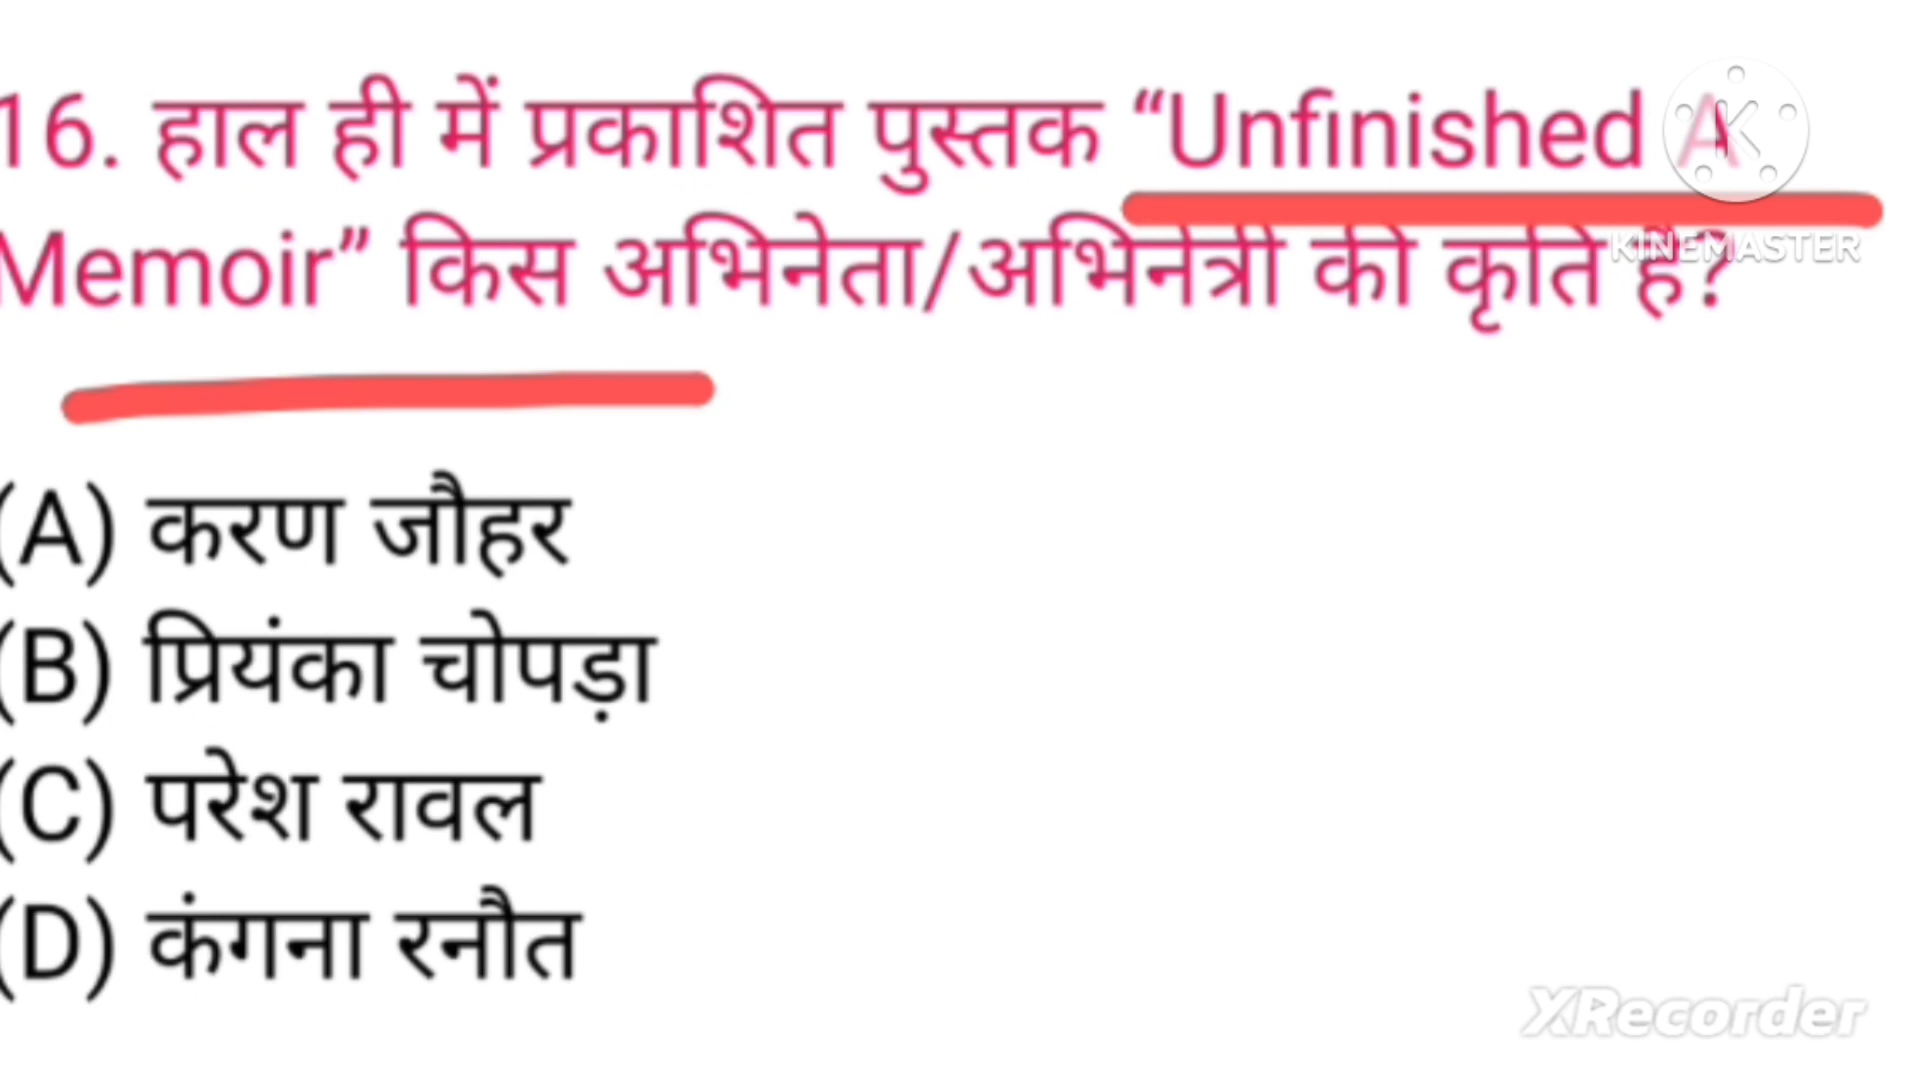 16. हाल ही में प्रकाशित पुस्तक “Unfinished A
Memoir” किस अभिनेता/अभिनेत्री की कृति है?
(A) करण जौहर
(B) प्रियंका चोपड़ा
(C) परेश रावल
(D) कंगना रनौत
K
KINEMASTER
XRecorder